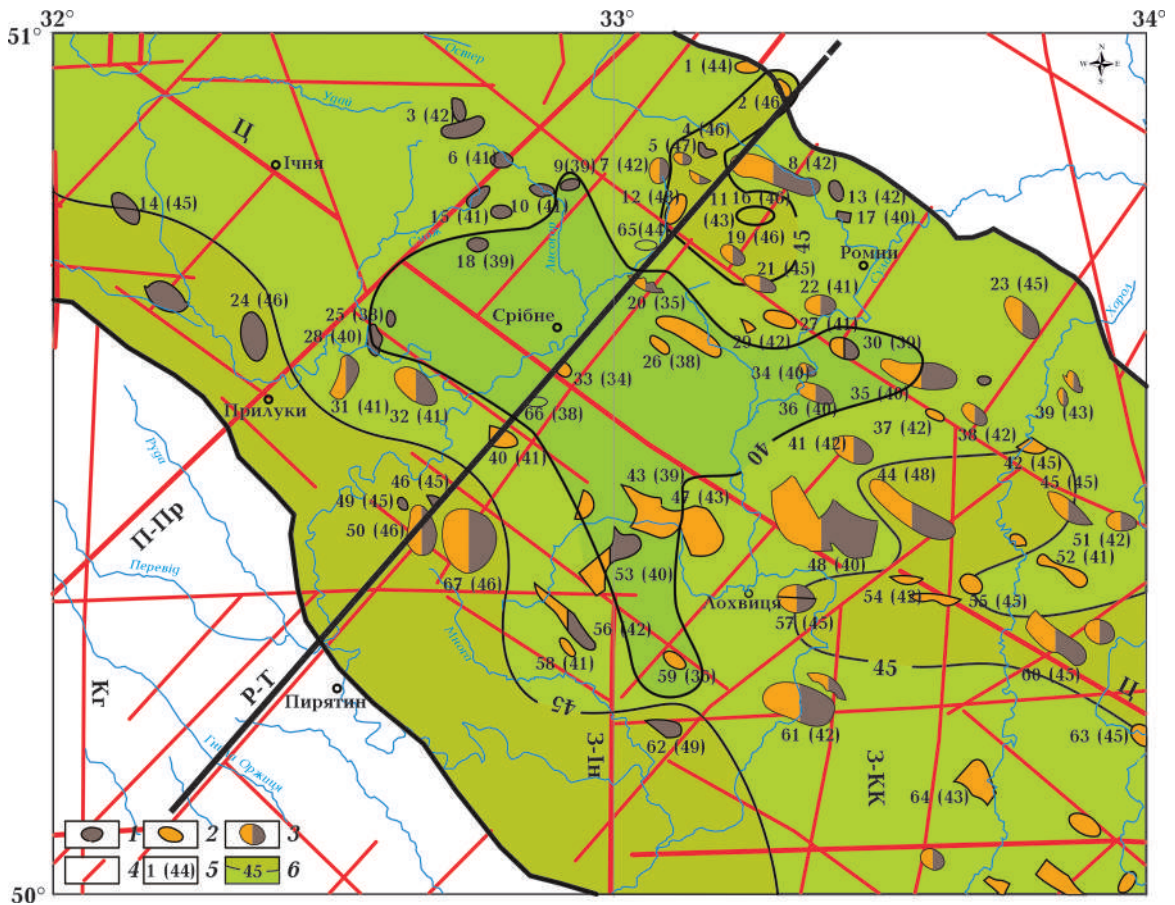 32° 33° 34°
51°
N
W E
S
Остер
1 (44)
2 (46)
Удай
3 (42)
Ц
4 (46)
5 (47)
6 (41)
9(39) 7 (42)
8 (42)
Ічня
14 (45)
15 (41)
10 (41)
12 (48)
11 16 (46)
(43)
13 (42)
17 (40)
65(44)
18 (39)
19 (46)
45
Ромни
21 (45)
20 (35)
22 (41)
23 (45)
Хорол
24 (46)
25 (38)
28 (40)
Срібне
26 (38)
29 (42)
27 (41)
30 (39)
33 (34)
34 (40)
35 (40)
31 (41)
32 (41)
66 (38)
36 (40)
39 (43)
Прилуки
37 (42)
38 (42)
Руда
40 (41)
41 (42)
40
42 (45)
43 (39)
44 (48)
45 (45)
46 (45)
47 (43)
49 (45)
50 (46)
51 (42)
П-Пр
Перевід
67 (46)
53 (40)
48 (40)
52 (41)
Лохвиця
54 (42)
55 (45)
57 (45)
56 (42)
58 (41)
59 (36)
45
60 (45)
Много
Кг
Р-Т
Пирятин
45
Ц
61 (42)
62 (49)
63 (45)
З-Ін
З-КК
Гнила Оржиця
64 (43)
1 2 3
4 1 (44) 5 45 6
50°